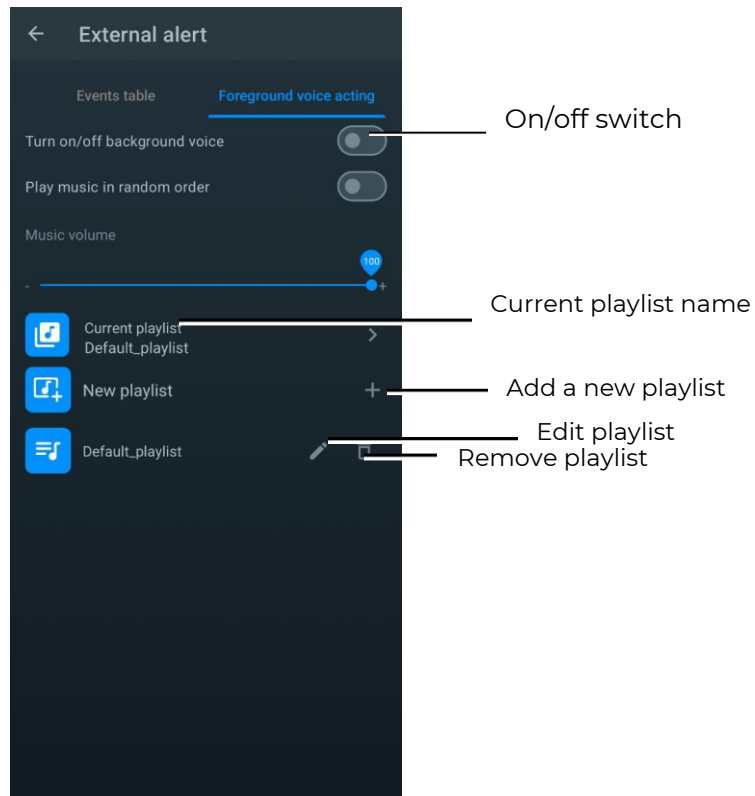 External alert
Events table Foreground voice acting
On/off switch
Turn on/off background voice
Play music in random order
Music volume
100
- +
Current playlist name
Current playlist
Default_playlist
New playlist
Add a new playlist
Edit playlist
Default_playlist
Remove playlist